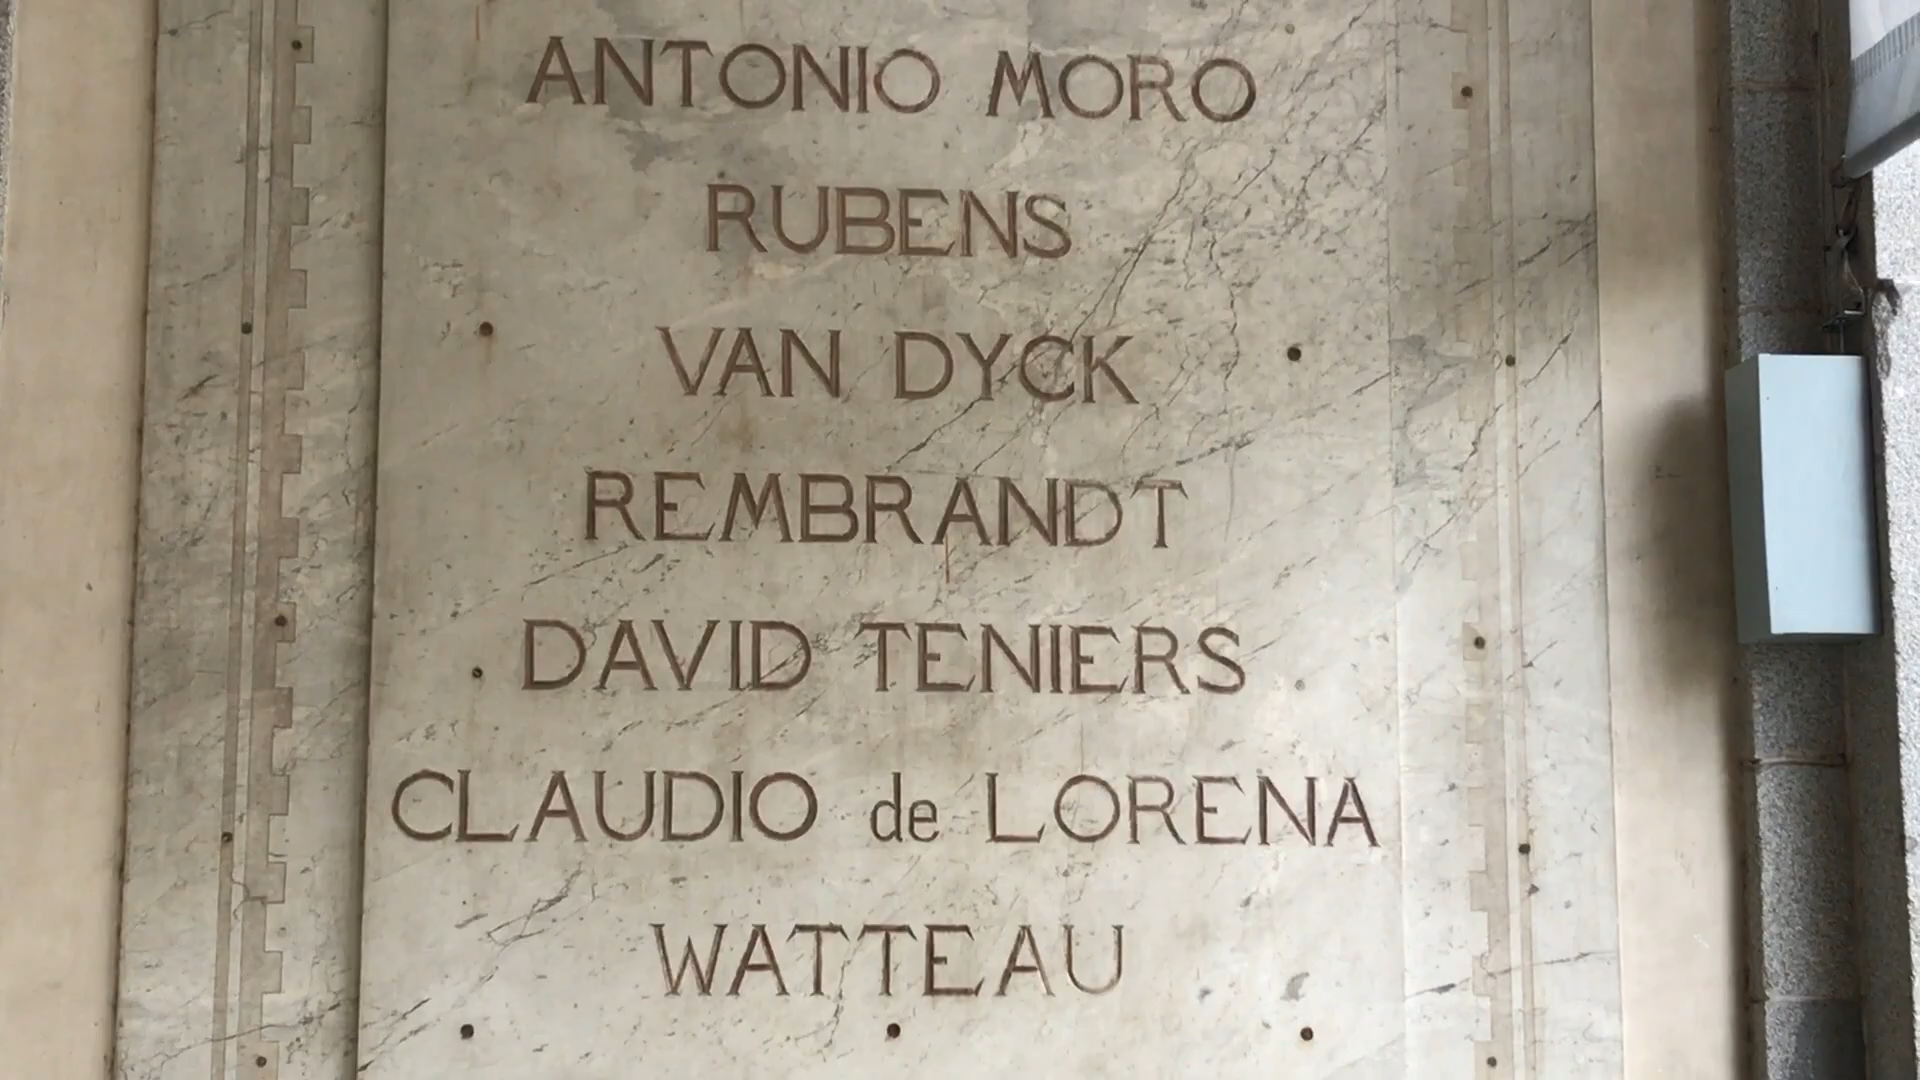 ANTONIO MORO
RUBENS
VAN DYCK
REMBRANDT
DAVID TENIERS
CLAUDIO de LORENA
WATTEAU